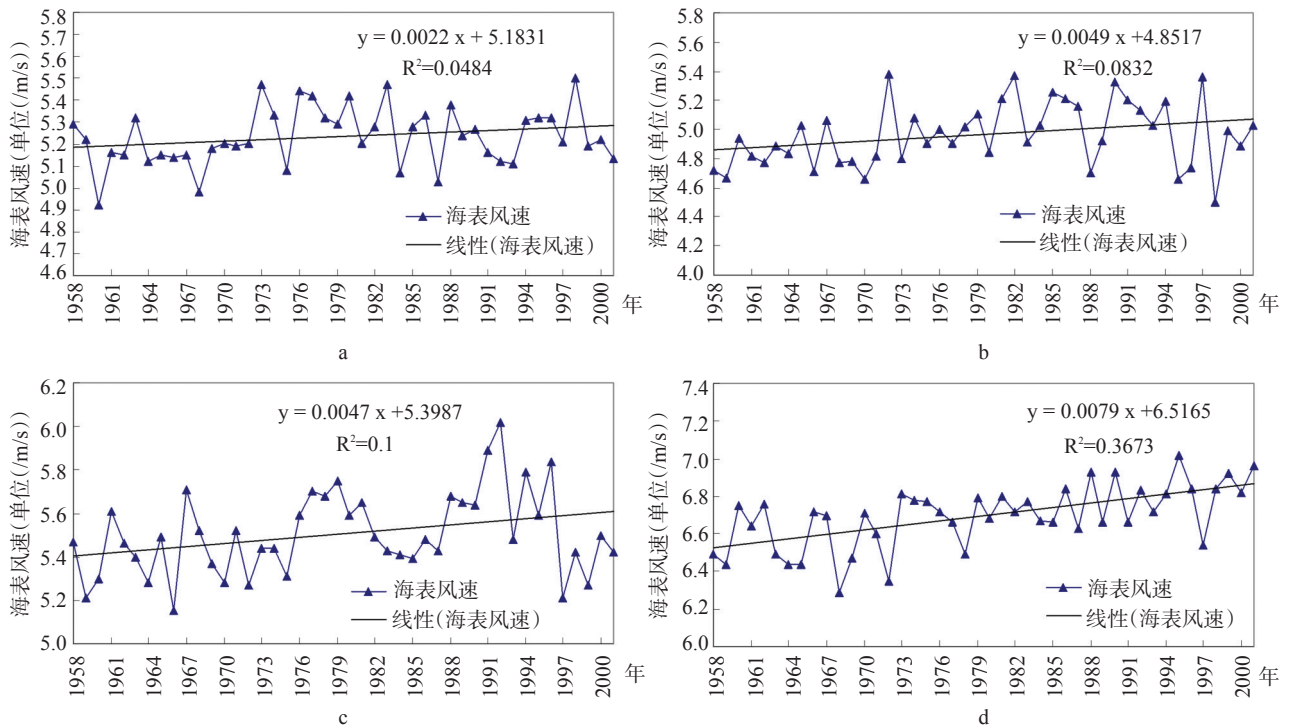 海表风速(单位(/m/s))
5.8
5.7
5.6
5.5
5.4
5.3
5.2
5.1
5.0
4.9
4.8
4.7
4.6
y = 0.0022 x + 5.1831
R²=0.0484
海表风速
线性(海表风速)
1958 1961 1964 1967 1970 1973 1976 1979 1982 1985 1988 1991 1994 1997 2000 年
a
海表风速(单位(/m/s))
5.8
5.6
5.4
5.2
5.0
4.8
4.6
4.4
4.2
4.0
y = 0.0049 x +4.8517
R²=0.0832
海表风速
线性(海表风速)
1958 1961 1964 1967 1970 1973 1976 1979 1982 1985 1988 1991 1994 1997 2000 年
b
海表风速(单位(/m/s))
6.2
6.0
5.8
5.6
5.4
5.2
5.0
y = 0.0047 x +5.3987
R²=0.1
海表风速
线性(海表风速)
1958 1961 1964 1967 1970 1973 1976 1979 1982 1985 1988 1991 1994 1997 2000 年
c
海表风速(单位(/m/s))
7.4
7.2
7.0
6.8
6.6
6.4
6.2
6.0
y = 0.0079 x +6.5165
R²=0.3673
海表风速
线性(海表风速)
1958 1961 1964 1967 1970 1973 1976 1979 1982 1985 1988 1991 1994 1997 2000 年
d